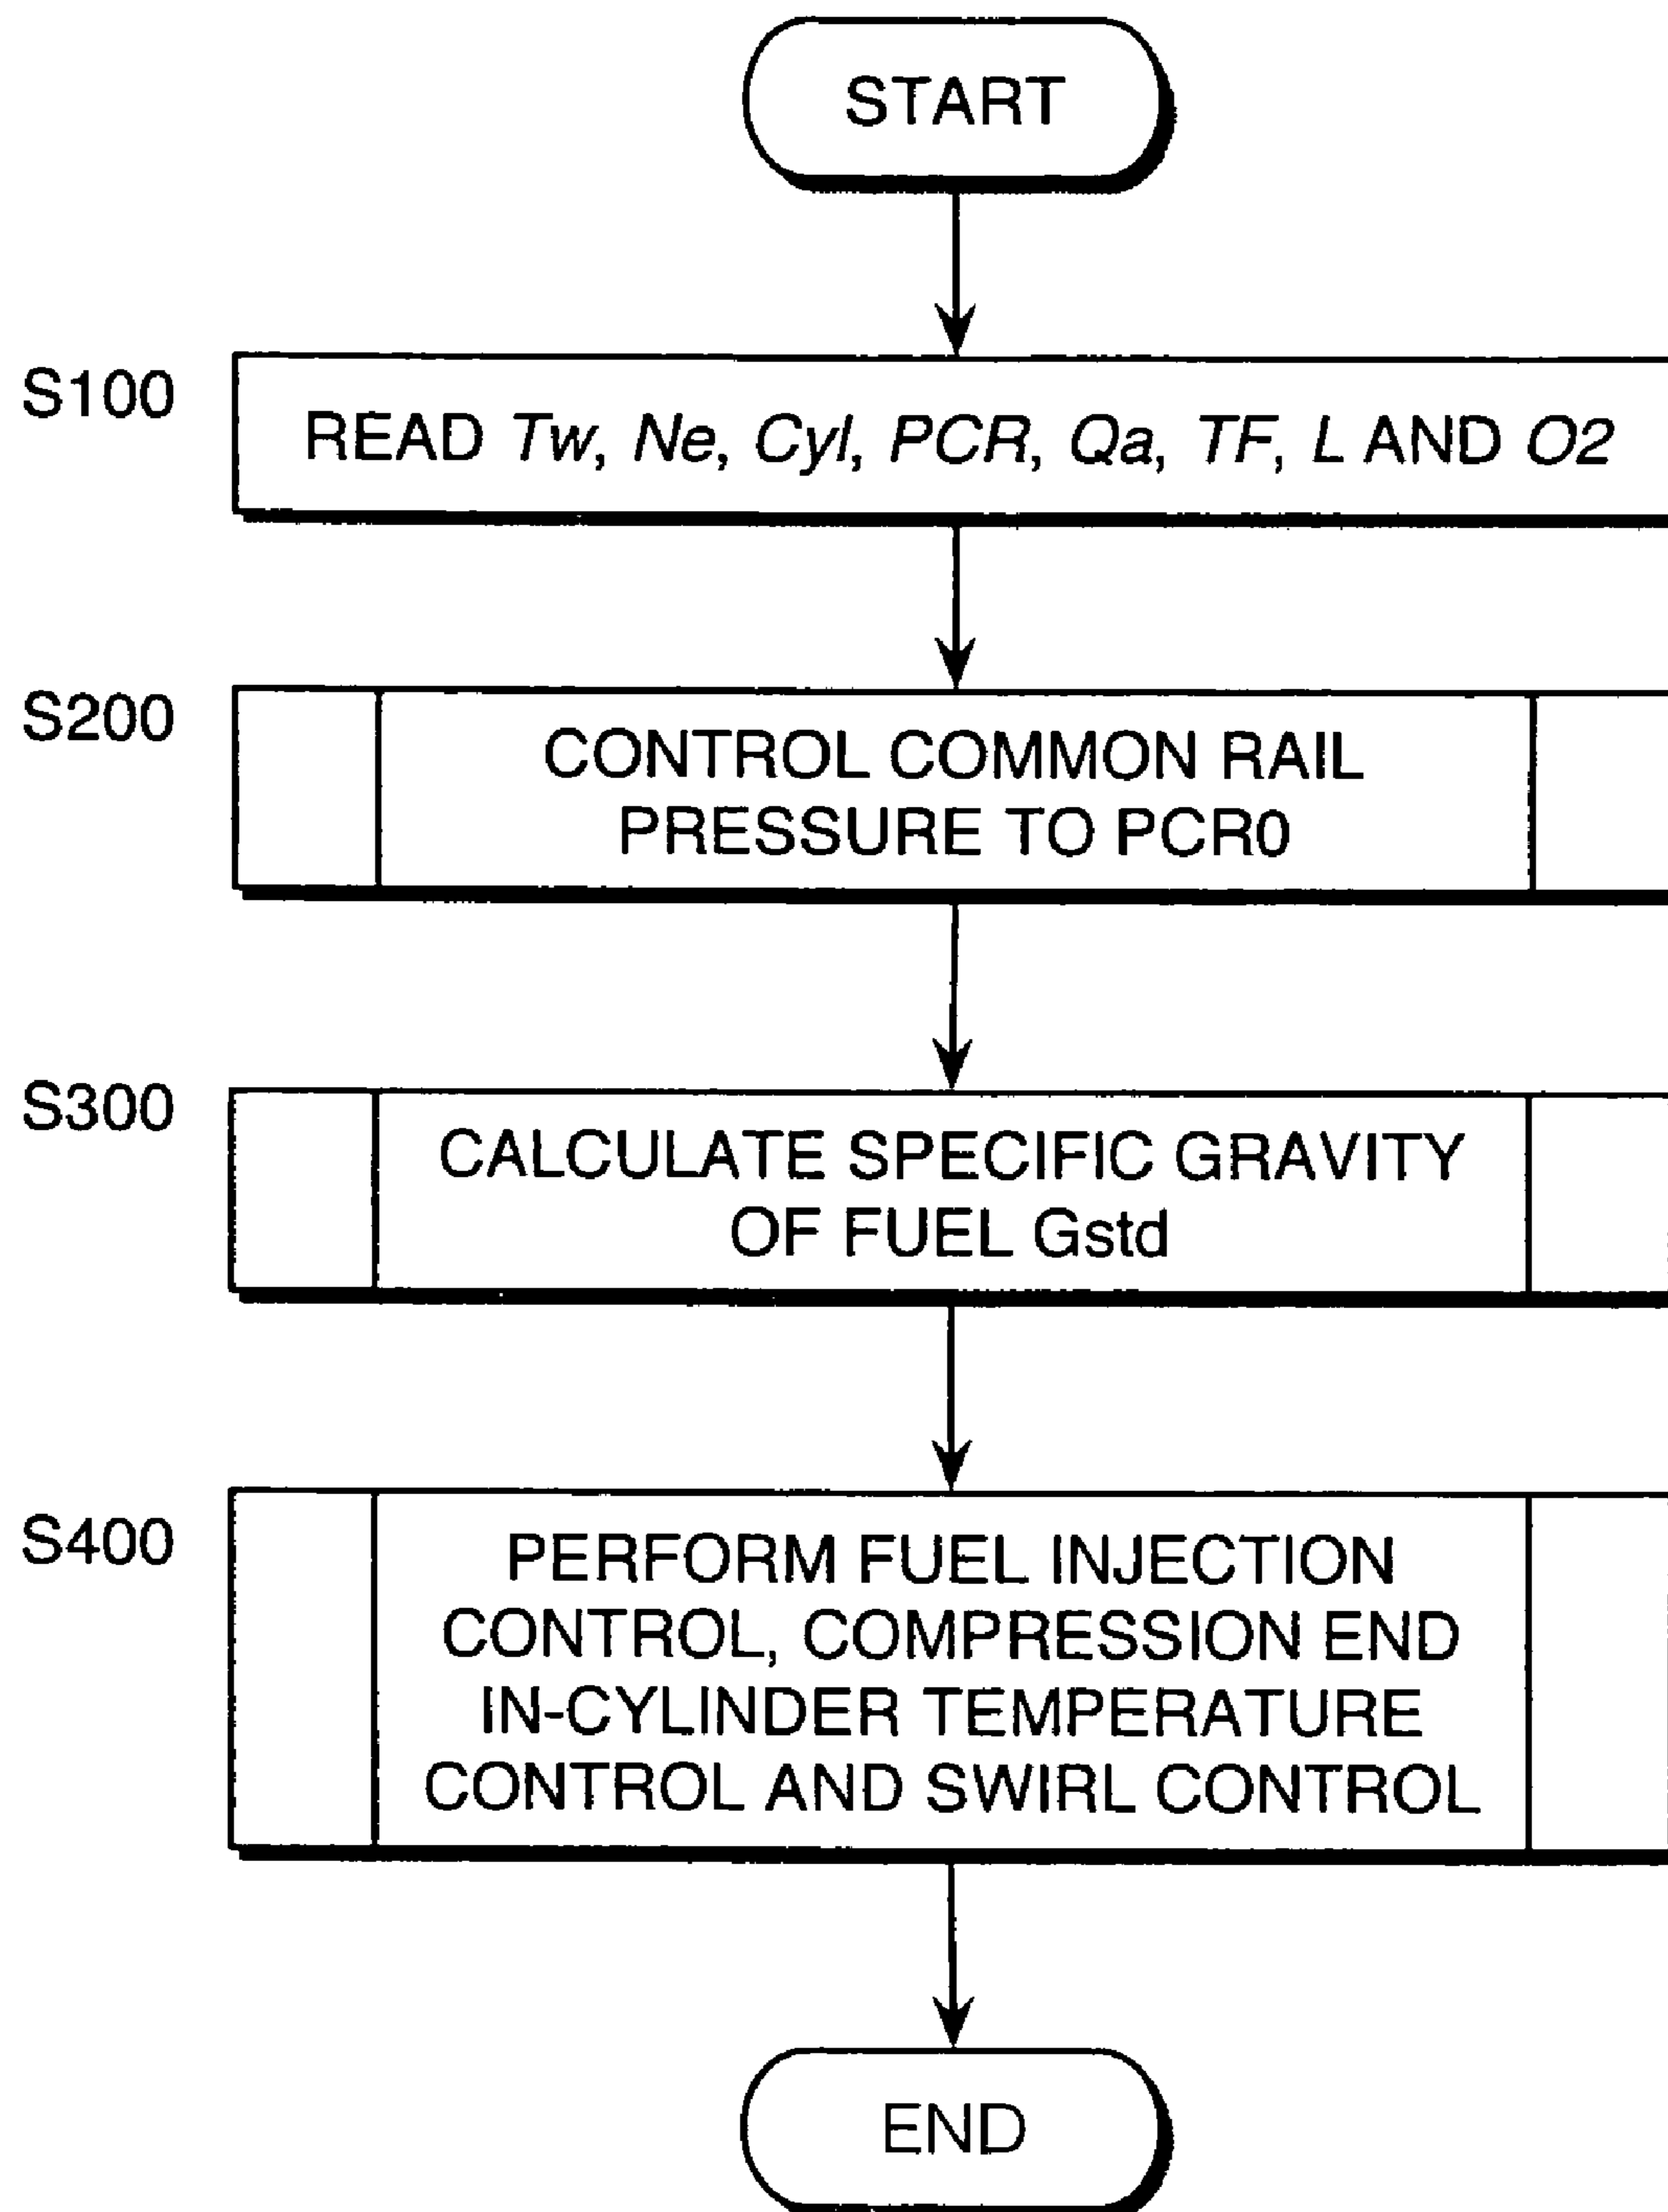 START
S100
READ Tw, Ne, Cyl, PCR, Qa, TF, L AND O2
S200
CONTROL COMMON RAIL
PRESSURE TO PCR0
S300
CALCULATE SPECIFIC GRAVITY
OF FUEL Gstd
S400
PERFORM FUEL INJECTION
CONTROL, COMPRESSION END
IN-CYLINDER TEMPERATURE
CONTROL AND SWIRL CONTROL
END